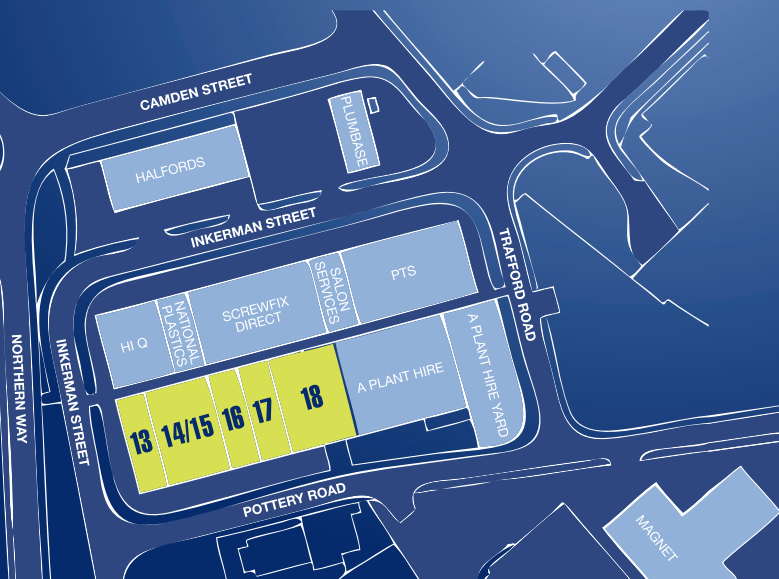 CAMDEN STREET
PLUMBASE
HALFORDS
INKERMAN STREET
TRAFFORD ROAD
PTS
SALON
SERVICES
SCREWFIX
DIRECT
NATIONAL
PLASTICS
HI Q
NORTHERN WAY
INKERMAN STREET
A PLANT HIRE
A PLANT HIRE YARD
13
14/15
16
17
18
POTTERY ROAD
MAGNET